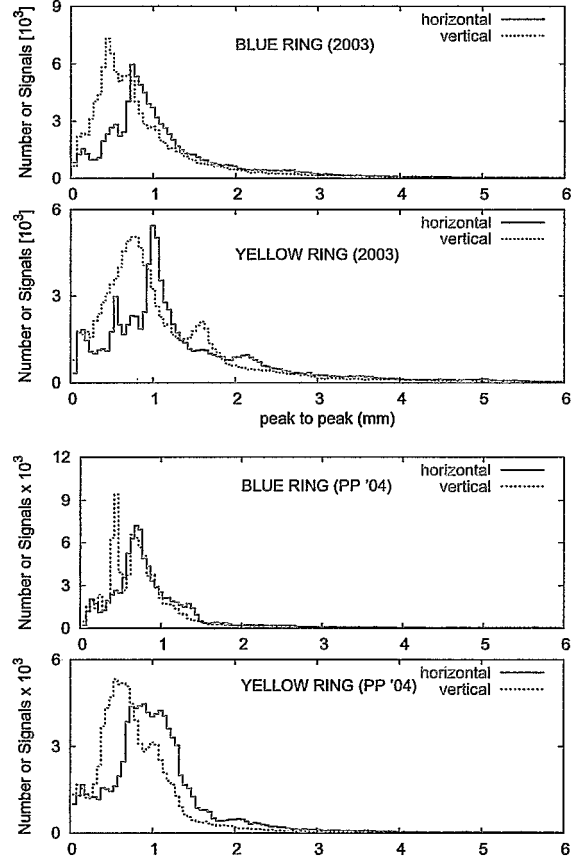 9
6
3
0
Number or Signals [10³]
BLUE RING (2003)
horizontal
vertical
0 1 2 3 4 5 6
6
3
0
Number or Signals [10³]
YELLOW RING (2003)
horizontal
vertical
0 1 2 3 4 5 6
peak to peak (mm)
12
9
6
3
0
Number or Signals x 10³
BLUE RING (PP '04)
horizontal
vertical
0 1 2 3 4 5 6
6
3
0
Number or Signals x 10³
YELLOW RING (PP '04)
horizontal
vertical
0 1 2 3 4 5 6